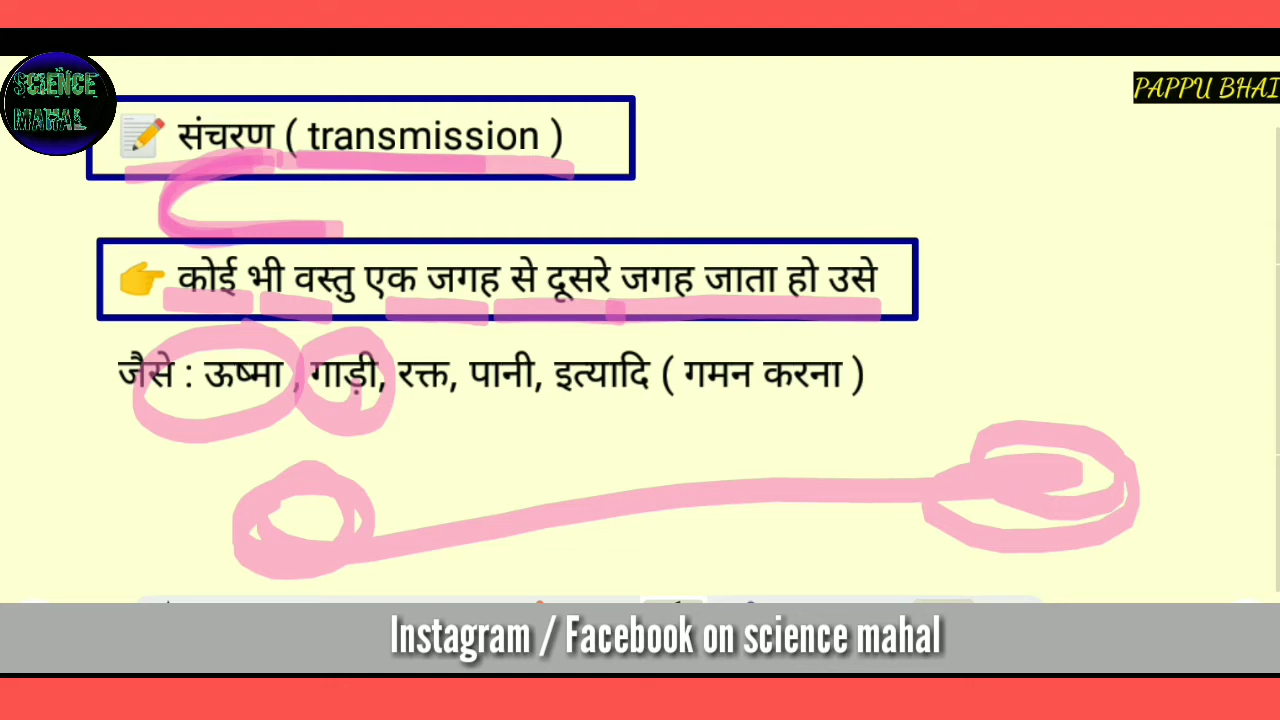 SCIENCE
MAHAL
PAPPU BHAI
📝 संचरण ( transmission )
👉 कोई भी वस्तु एक जगह से दूसरे जगह जाता हो उसे
जैसे : ऊष्मा , गाड़ी, रक्त, पानी, इत्यादि ( गमन करना )
Instagram / Facebook on science mahal